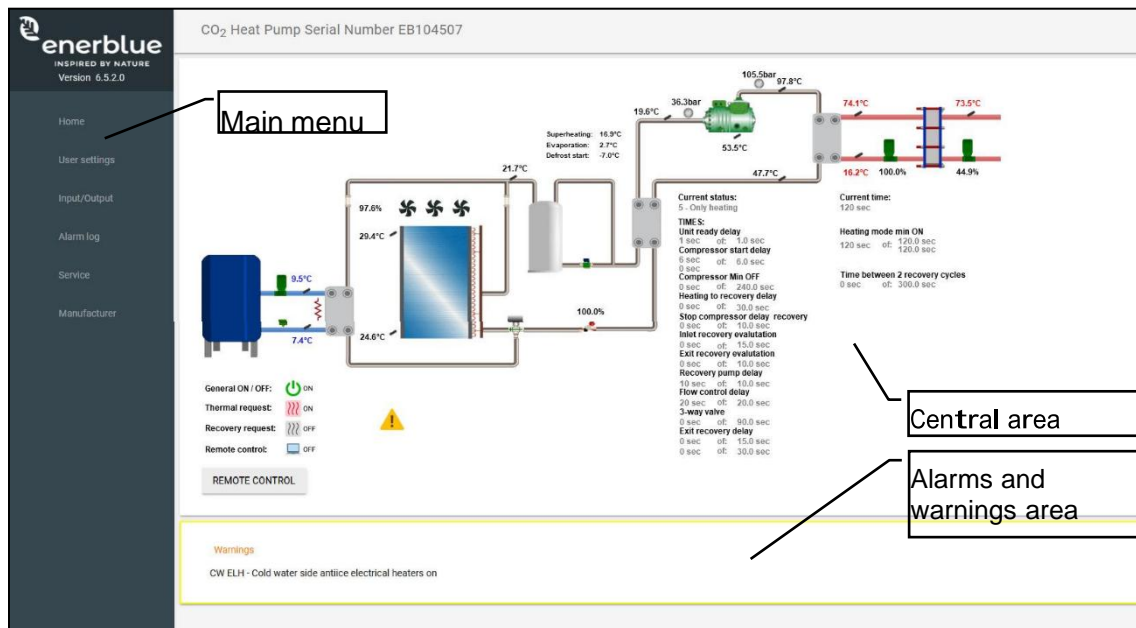 enerblue
INSPIRED BY NATURE
Version 6.5.2.0
Home
User settings
Input/Output
Alarm log
Service
Manufacturer
CO2 Heat Pump Serial Number EB104507
Main menu
105.5bar
97.8°C
36.3bar
19.6°C
74.1°C
73.5°C
Superheating: 16.9°C
Evaporation: 2.7°C
Defrost start: -7.0°C
53.5°C
21.7°C
47.7°C
16.2°C
100.0%
44.9%
97.6%
29.4°C
9.5°C
7.4°C
24.6°C
100.0%
Current status:
5 - Only heating
TIMES:
Unit ready delay
1 sec of: 1.0 sec
Compressor start delay
6 sec of: 6.0 sec
0 sec
Compressor Min OFF
0 sec of: 240.0 sec
Heating to recovery delay
0 sec of: 30.0 sec
Stop compressor delay recovery
0 sec of: 10.0 sec
Inlet recovery evalutation
0 sec of: 15.0 sec
Exit recovery evalutation
0 sec of: 10.0 sec
Recovery pump delay
10 sec of: 10.0 sec
Flow control delay
20 sec of: 20.0 sec
3-way valve
0 sec of: 90.0 sec
Exit recovery delay
0 sec of: 15.0 sec
0 sec of: 30.0 sec
Current time:
120 sec
Heating mode min ON
120 sec of: 120.0 sec
120.0 sec
Time between 2 recovery cycles
0 sec of: 300.0 sec
General ON / OFF: ON
Thermal request: ON
Recovery request: OFF
Remote control: OFF
REMOTE CONTROL
Central area
Alarms and
warnings area
Warnings
CW ELH - Cold water side antiice electrical heaters on